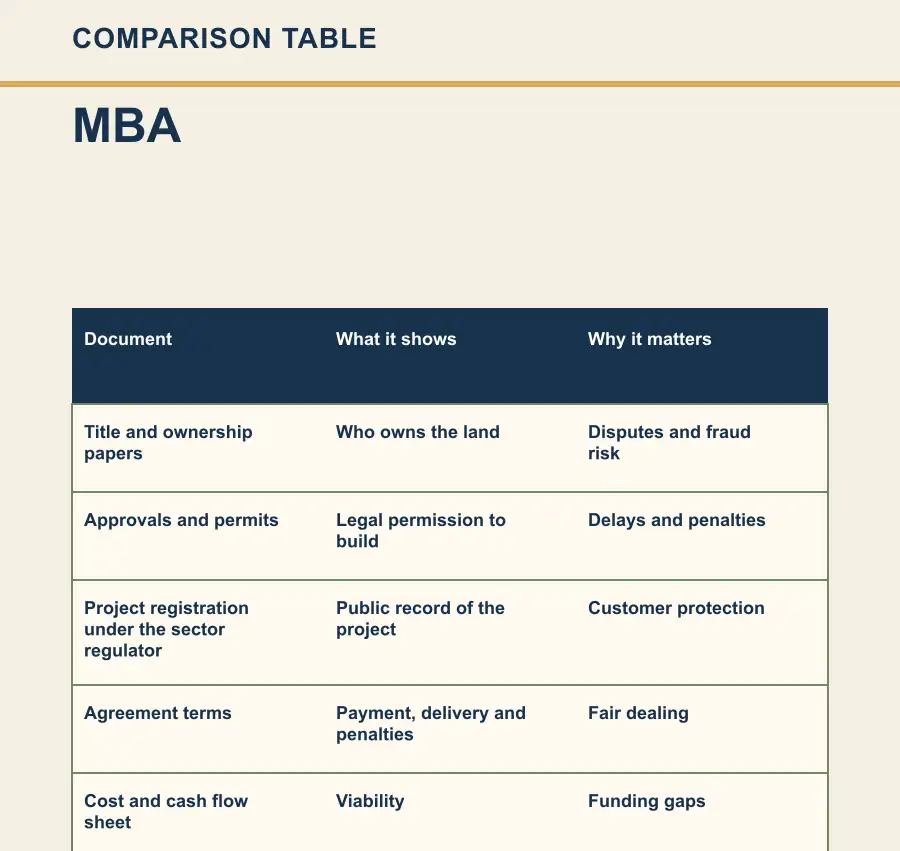 COMPARISON TABLE
MBA
Document What it shows Why it matters
Title and ownership Who owns the land Disputes and fraud
papers risk
Approvals and permits Legal permission to Delays and penalties
build
Project registration Public record of the Customer protection
under the sector project
regulator
Agreement terms Payment, delivery and Fair dealing
penalties
Cost and cash flow Viability Funding gaps
sheet